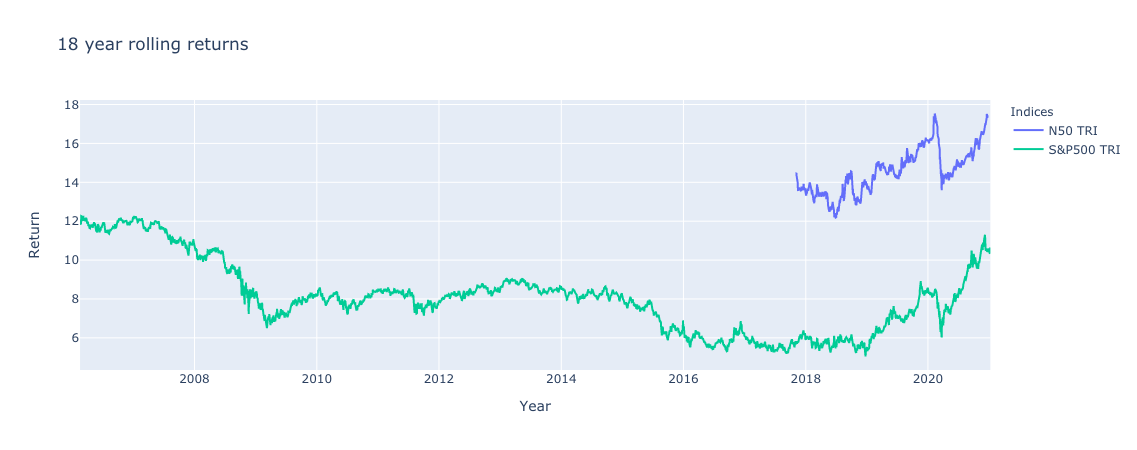 18 year rolling returns
Indices
N50 TRI
S&P500 TRI
Return
18
16
14
12
10
8
6
2008 2010 2012 2014 2016 2018 2020
Year